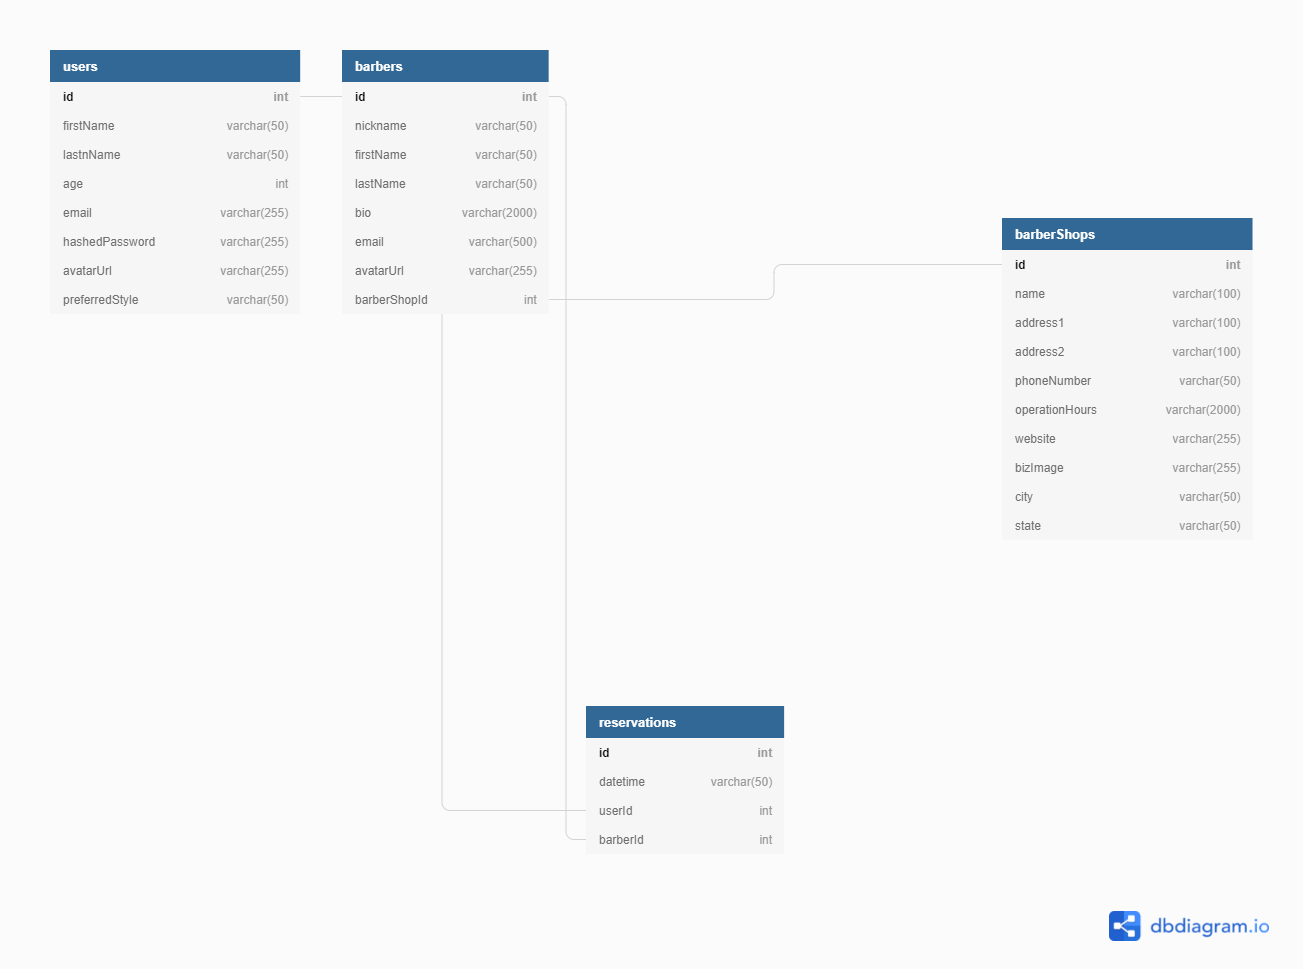 users
id int
firstName varchar(50)
lastnName varchar(50)
age int
email varchar(255)
hashedPassword varchar(255)
avatarUrl varchar(255)
preferredStyle varchar(50)
barbers
id int
nickname varchar(50)
firstName varchar(50)
lastName varchar(50)
bio varchar(2000)
email varchar(500)
avatarUrl varchar(255)
barberShopId int
barberShops
id int
name varchar(100)
address1 varchar(100)
address2 varchar(100)
phoneNumber varchar(50)
operationHours varchar(2000)
website varchar(255)
bizImage varchar(255)
city varchar(50)
state varchar(50)
reservations
id int
datetime varchar(50)
userId int
barberId int
dbdiagram.io